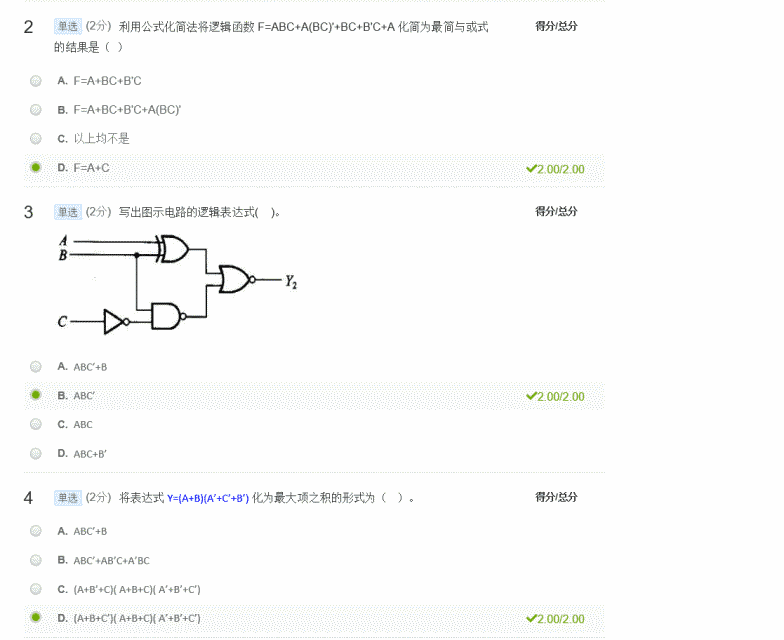 2 单选 (2分) 利用公式化简法将逻辑函数 F=ABC+A(BC)'+BC+B'C+A 化简为最简与或式 得分/总分
的结果是（ ）
A. F=A+BC+B'C
B. F=A+BC+B'C+A(BC)'
C. 以上均不是
D. F=A+C 2.00/2.00
3 单选 (2分) 写出图示电路的逻辑表达式( )。 得分/总分
A
B
Y2
C
A. ABC'+B
B. ABC' 2.00/2.00
C. ABC
D. ABC+B'
4 单选 (2分) 将表达式 Y=(A+B)(A'+C'+B') 化为最大项之积的形式为（ ）。 得分/总分
A. ABC'+B
B. ABC'+AB'C+A'BC
C. (A+B'+C)( A+B+C)( A'+B'+C')
D. (A+B+C')( A+B+C)( A'+B'+C') 2.00/2.00